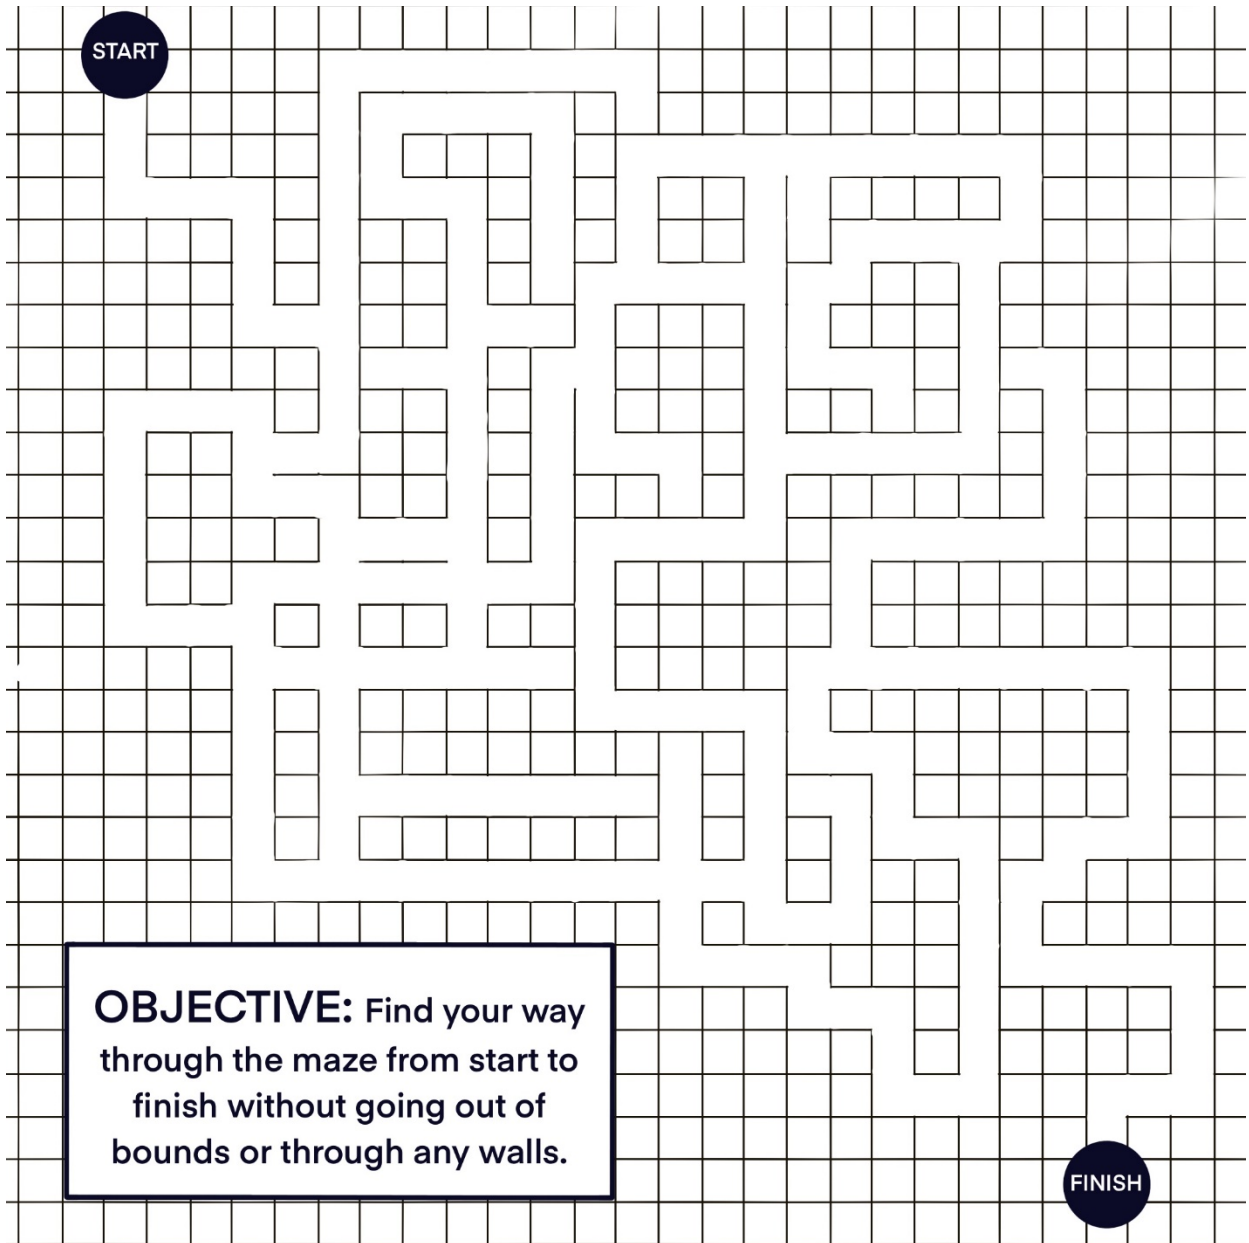 START
OBJECTIVE: Find your way
through the maze from start to
finish without going out of
bounds or through any walls.
FINISH